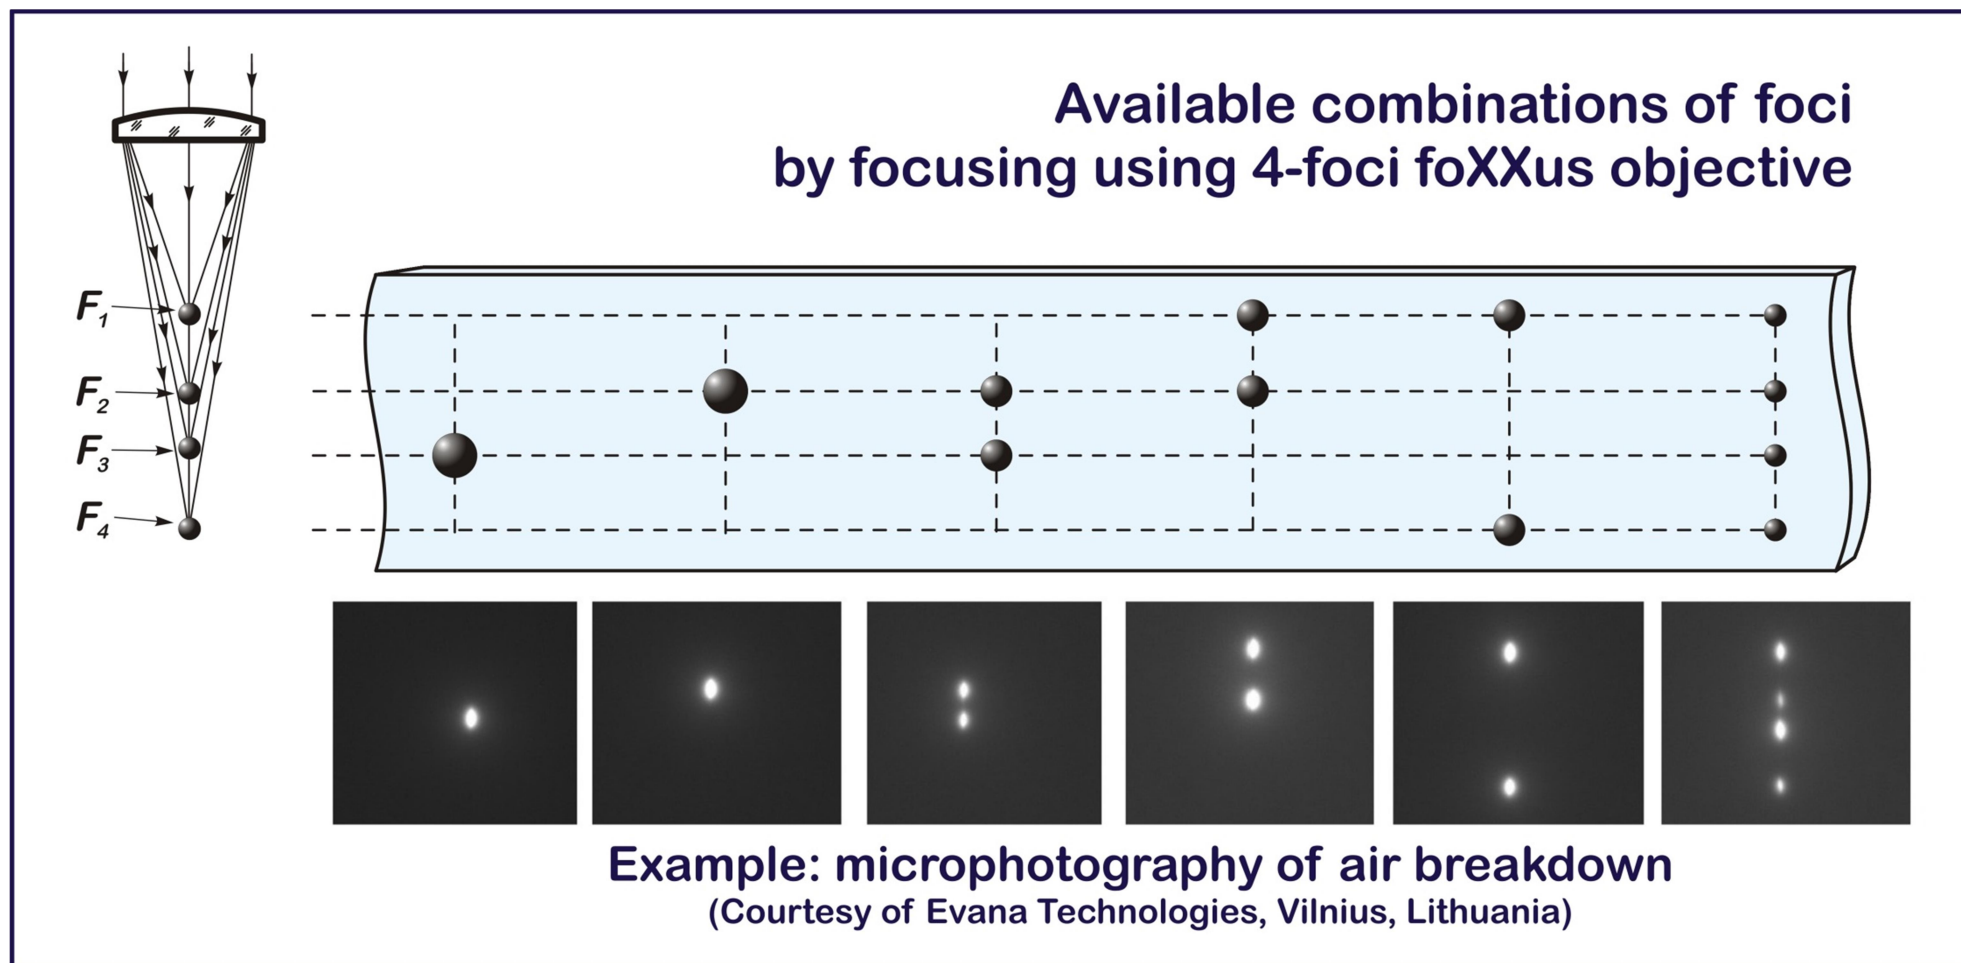 Available combinations of foci
by focusing using 4-foci foXXus objective
F1
F2
F3
F4
Example: microphotography of air breakdown
(Courtesy of Evana Technologies, Vilnius, Lithuania)